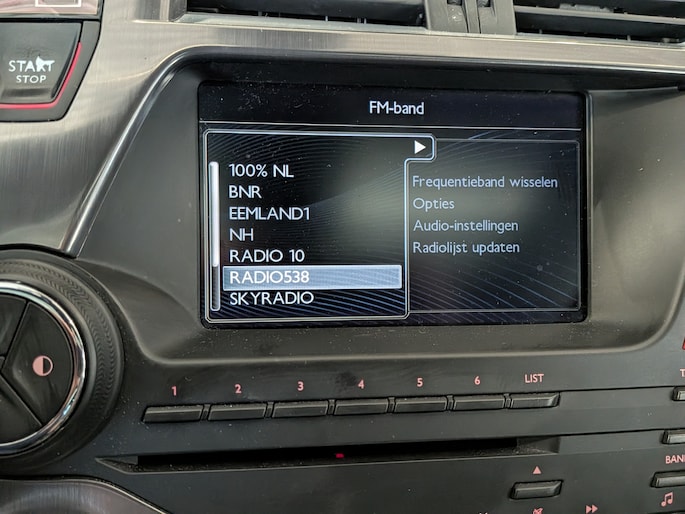 START
STOP
FM-band
100% NL
BNR
EEMLAND1
NH
RADIO 10
RADIO538
SKYRADIO
Frequentieband wisselen
Opties
Audio-instellingen
Radiolijst updaten
1 2 3 4 5 6 LIST